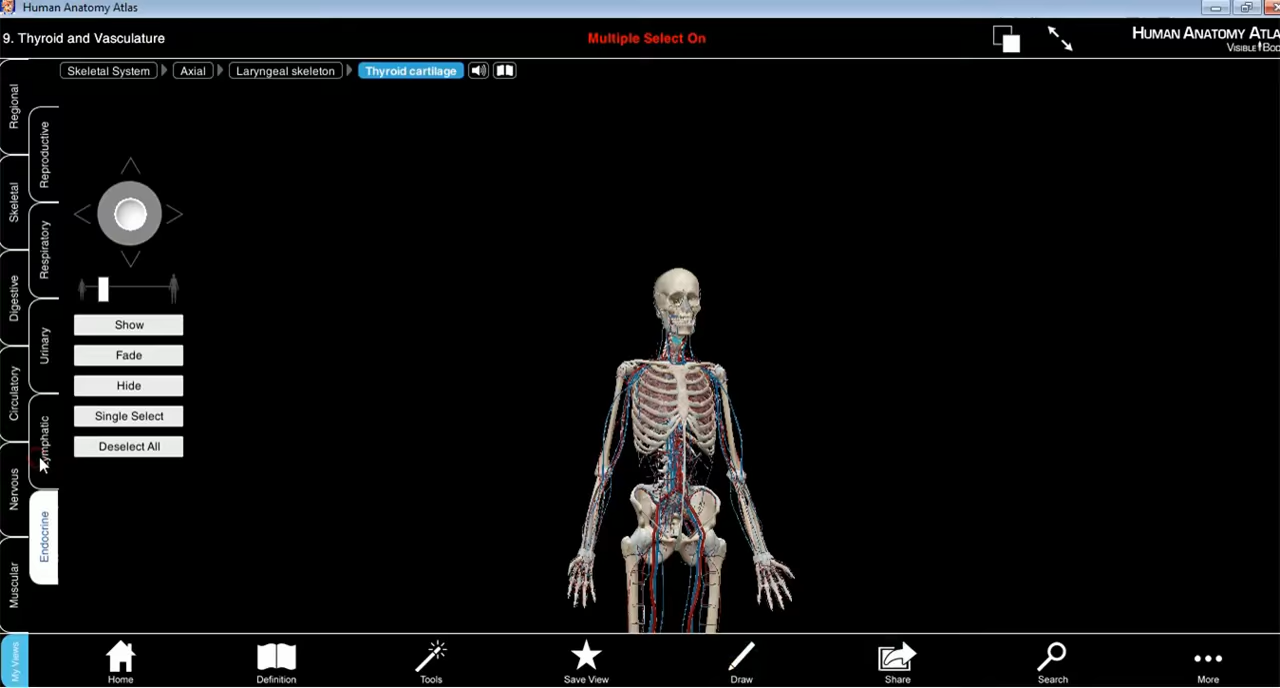 Human Anatomy Atlas
9. Thyroid and Vasculature
Multiple Select On
HUMAN ANATOMY
VISIBLE
Skeletal System
Axial
Laryngeal skeleton
Thyroid cartilage
Regional
Skeletal
Digestive
Circulatory
Nervous
Muscular
My Views
Reproductive
Respiratory
Urinary
Endocrine
Show
Fade
Hide
Single Select
Deselect All
Home
Definition
Tools
Save View
Draw
Share
Search
More